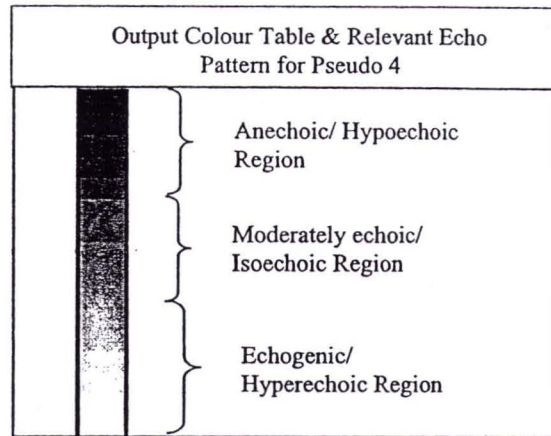 Output Colour Table & Relevant Echo
Pattern for Pseudo 4
Anechoic/ Hypoechoic
Region
Moderately echoic/
Isoechoic Region
Echogenic/
Hyperechoic Region